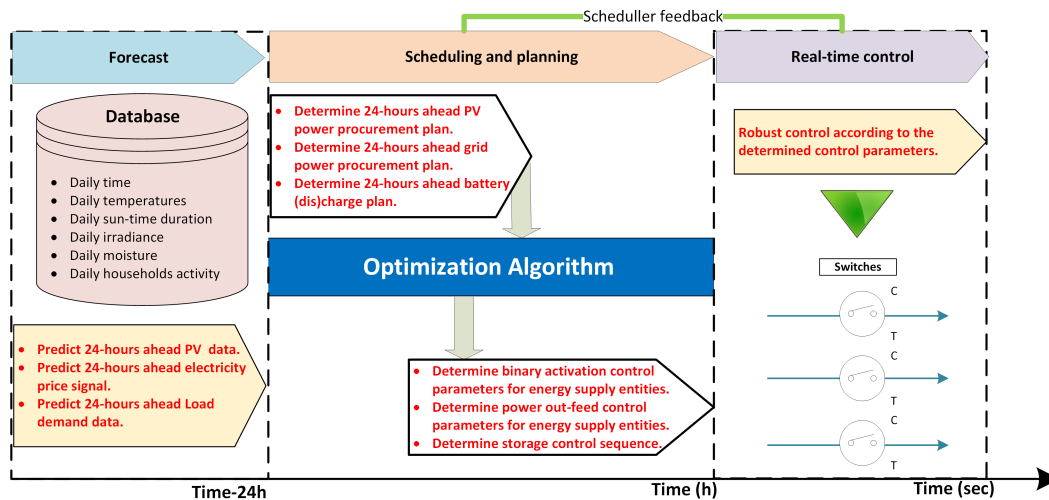 Scheduller feedback
Forecast
Scheduling and planning
Real-time control
Database
• Daily time
• Daily temperatures
• Daily sun-time duration
• Daily irradiance
• Daily moisture
• Daily households activity
• Predict 24-hours ahead PV data.
• Predict 24-hours ahead electricity
price signal.
• Predict 24-hours ahead Load
demand data.
• Determine 24-hours ahead PV
power procurement plan.
• Determine 24-hours ahead grid
power procurement plan.
• Determine 24-hours ahead battery
(dis)charge plan.
Optimization Algorithm
• Determine binary activation control
parameters for energy supply entities.
• Determine power out-feed control
parameters for energy supply entities.
• Determine storage control sequence.
Robust control according to the
determined control parameters.
Switches
C
T
C
T
C
T
Time-24h
Time (h)
Time (sec)